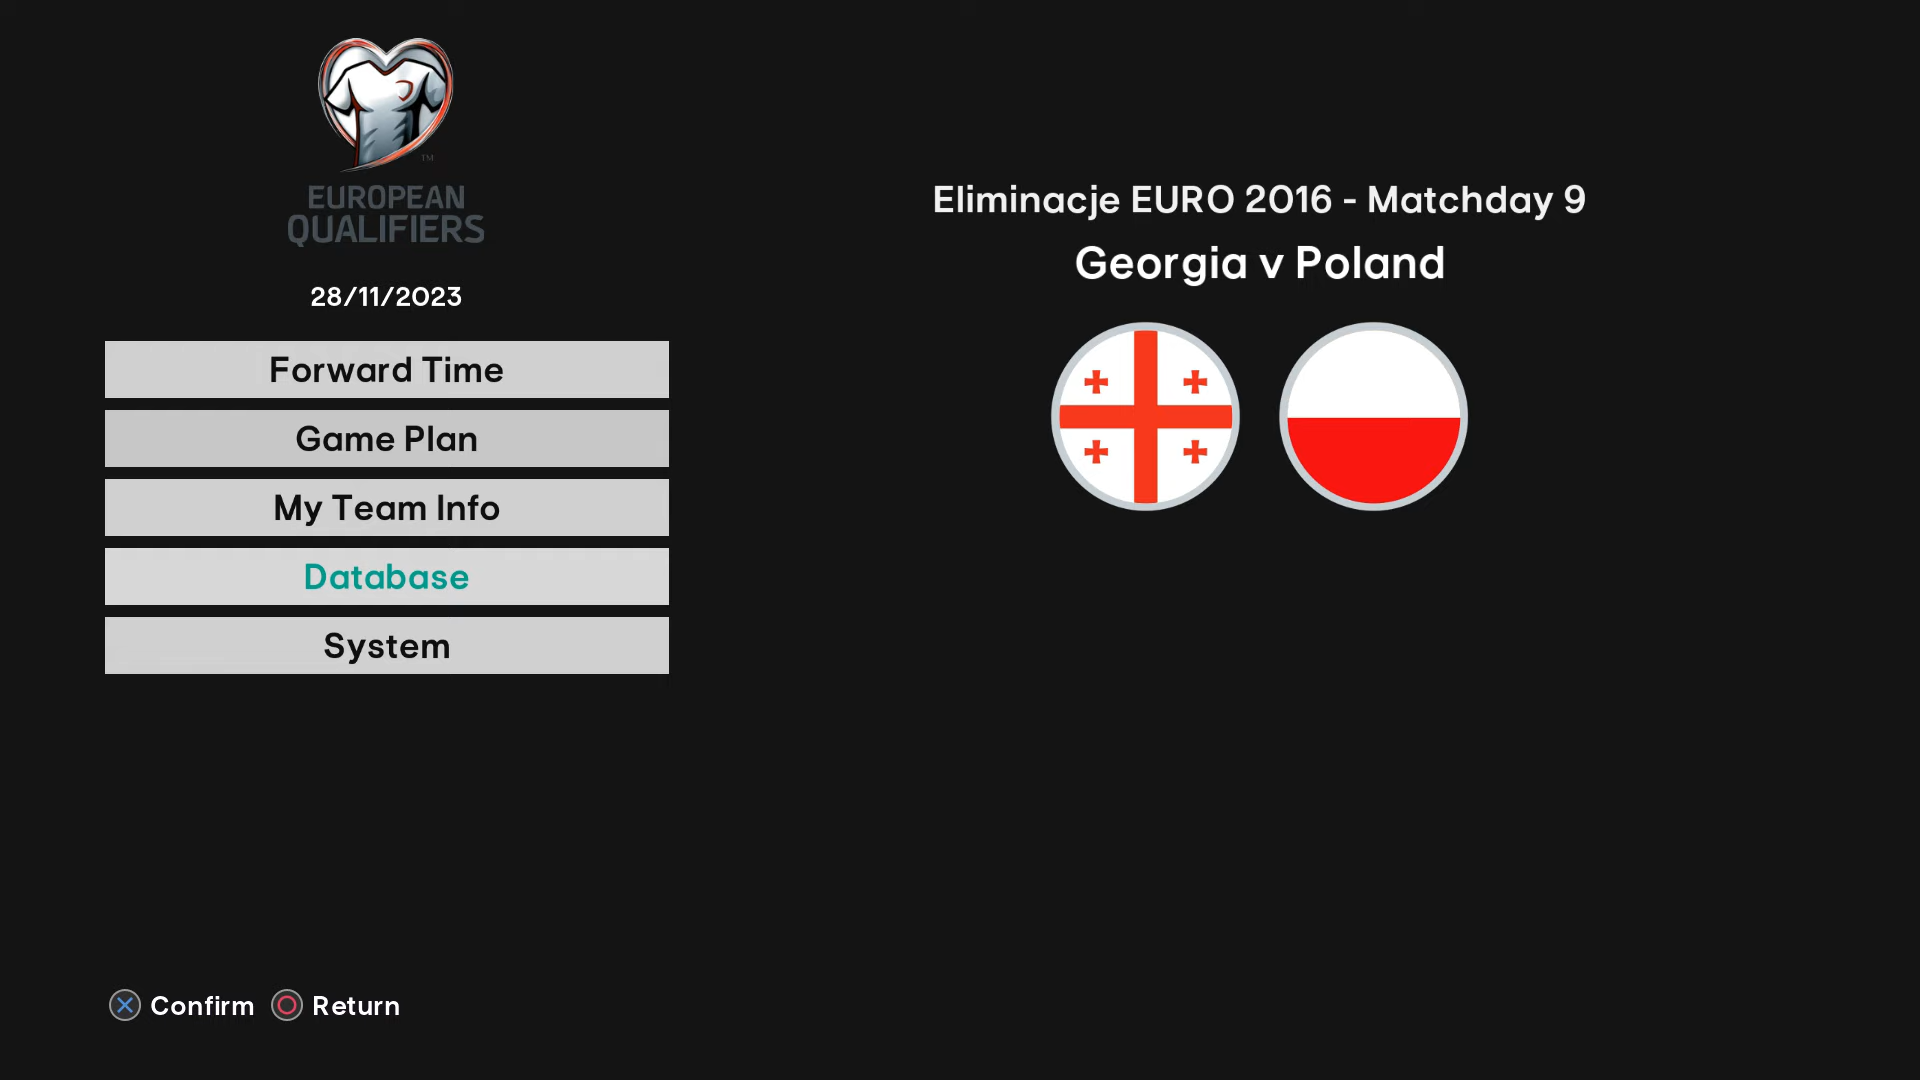 TM
EUROPEAN
QUALIFIERS
28/11/2023
Forward Time
Game Plan
My Team Info
Database
System
Eliminacje EURO 2016 - Matchday 9
Georgia v Poland
Confirm
Return